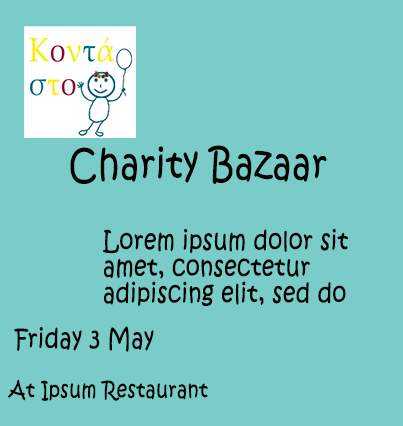 Κοντά
στο
Charity Bazaar
Lorem ipsum dolor sit
amet, consectetur
adipiscing elit, sed do
Friday 3 May
At Ipsum Restaurant